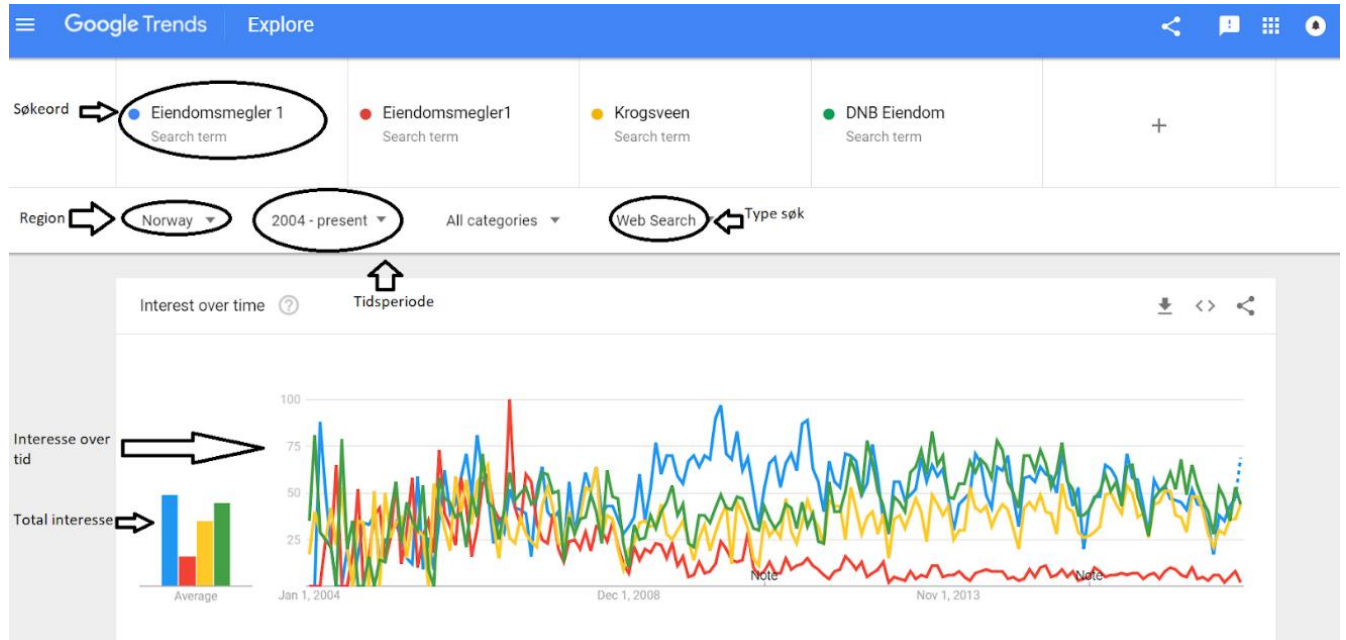 Google Trends Explore
Søkeord
Eiendomsmegler 1
Search term
Eiendomsmegler1
Search term
Krogsveen
Search term
DNB Eiendom
Search term
+
Region
Norway
2004 - present
All categories
Web Search
Type søk
Tidsperiode
Interest over time ?
Interesse over
tid
Total interesse
Average
100
75
50
25
Note
Note
Jan 1, 2004
Dec 1, 2008
Nov 1, 2013